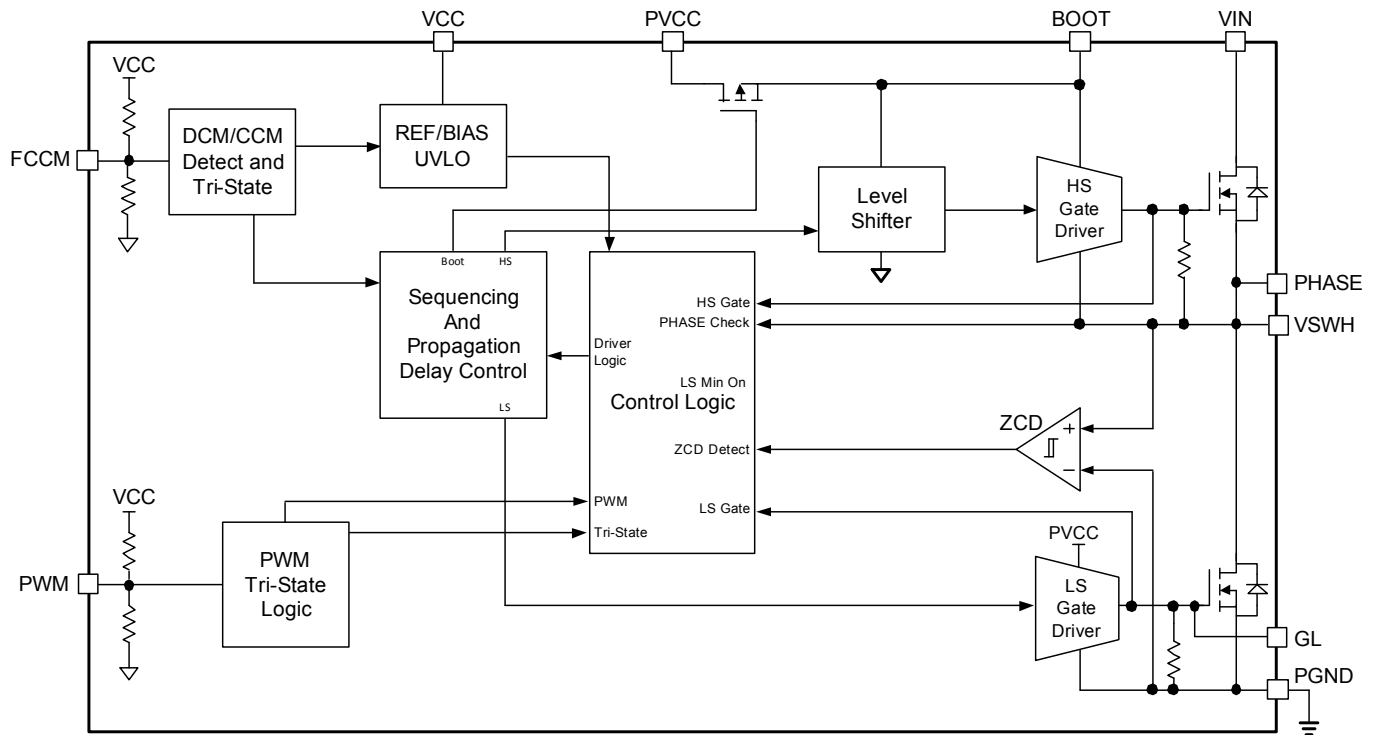 VCC
PVCC
BOOT
VIN
VCC
FCCM
DCM/CCM
Detect and
Tri-State
REF/BIAS
UVLO
Level
Shifter
HS
Gate
Driver
Boot
HS
Sequencing
And
Propagation
Delay Control
LS
HS Gate
PHASE Check
Driver
Logic
LS Min On
Control Logic
ZCD Detect
PWM
LS Gate
Tri-State
PHASE
VSWH
ZCD
+
−
VCC
PWM
PWM
Tri-State
Logic
PVCC
LS
Gate
Driver
GL
PGND